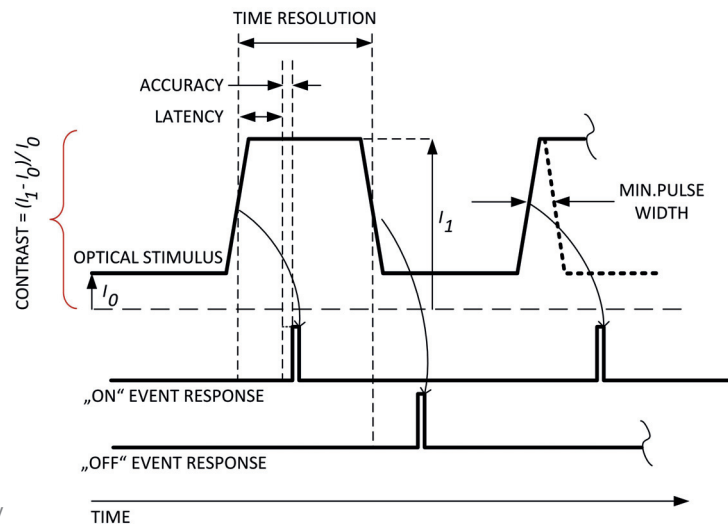 TIME RESOLUTION
ACCURACY
LATENCY
CONTRAST = (I₁ - I₀)/ I₀
I₁
MIN.PULSE
WIDTH
OPTICAL STIMULUS
I₀
„ON“ EVENT RESPONSE
„OFF“ EVENT RESPONSE
TIME